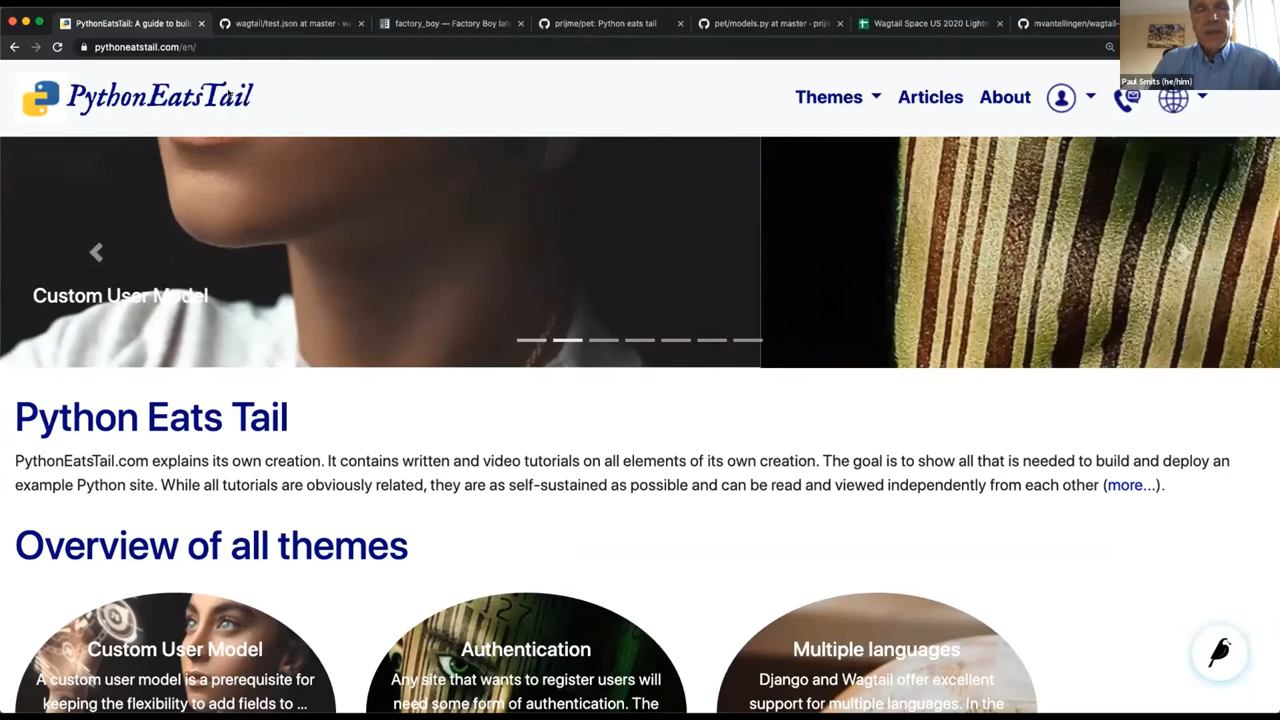 PythonEatsTail: A guide to buil
wagtail/test.json at master · w
factory_boy — Factory Boy lat
prijme/pet: Python eats tail
pet/models.py at master · prijn
Wagtail Space US 2020 Lightn
mvantellingen/wagtail-
pythoneatstail.com/en/
Paul Smits (he/him)
PythonEatsTail
Themes
Articles
About
Custom User Model
Python Eats Tail
PythonEatsTail.com explains its own creation. It contains written and video tutorials on all elements of its own creation. The goal is to show all that is needed to build and deploy an
example Python site. While all tutorials are obviously related, they are as self-sustained as possible and can be read and viewed independently from each other (more...).
Overview of all themes
Custom User Model
A custom user model is a prerequisite for
keeping the flexibility to add fields to ...
Authentication
Any site that wants to register users will
need some form of authentication. The
Multiple languages
Django and Wagtail offer excellent
support for multiple languages. In the